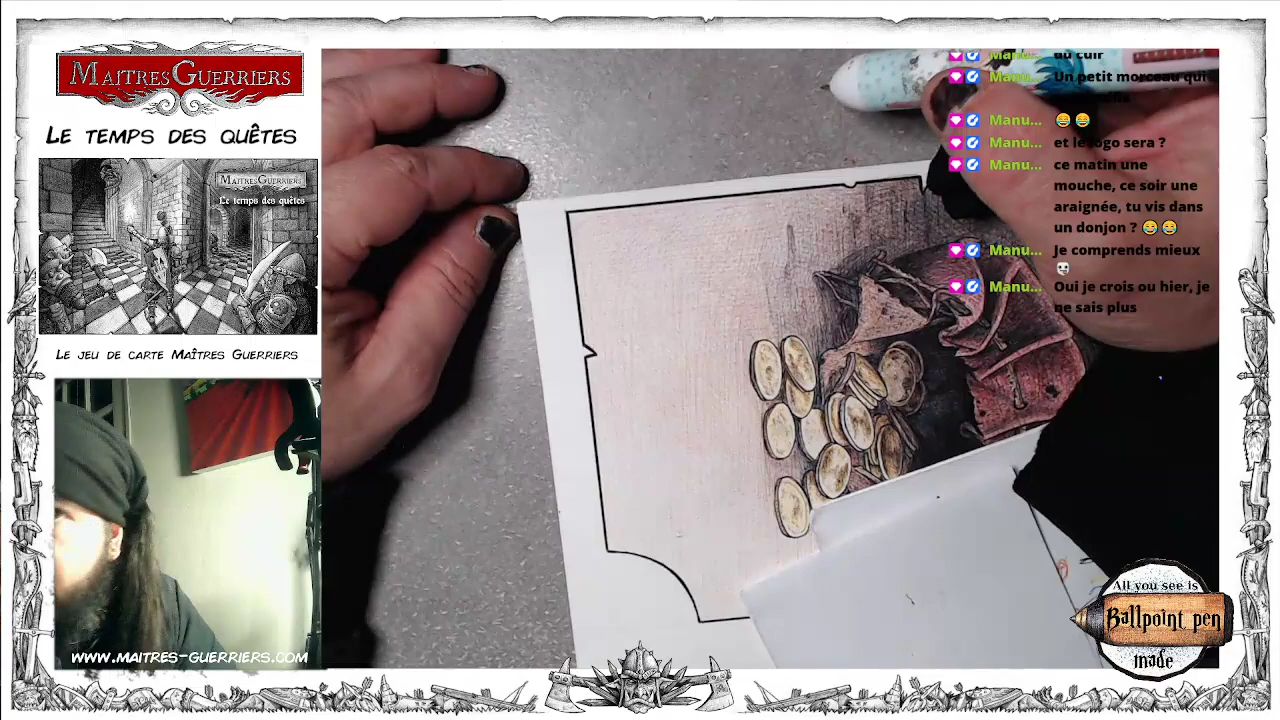 MAITRESGUERRIERS
LE TEMPS DES QUÊTES
MAITRESGUERRIERS
Le temps des quêtes
LE JEU DE CARTE MAÎTRES GUERRIERS
WWW.MAITRES-GUERRIERS.COM
Manu... au cuir
Manu... Un petit morceau qui
Manu... 😂😂
Manu... et le logo sera ?
Manu... ce matin une
mouche, ce soir une
araignée, tu vis dans
un donjon ? 😂😂
Manu... Je comprends mieux
💀
Manu... Oui je crois ou hier, je
ne sais plus
All you see is
Ballpoint pen
made